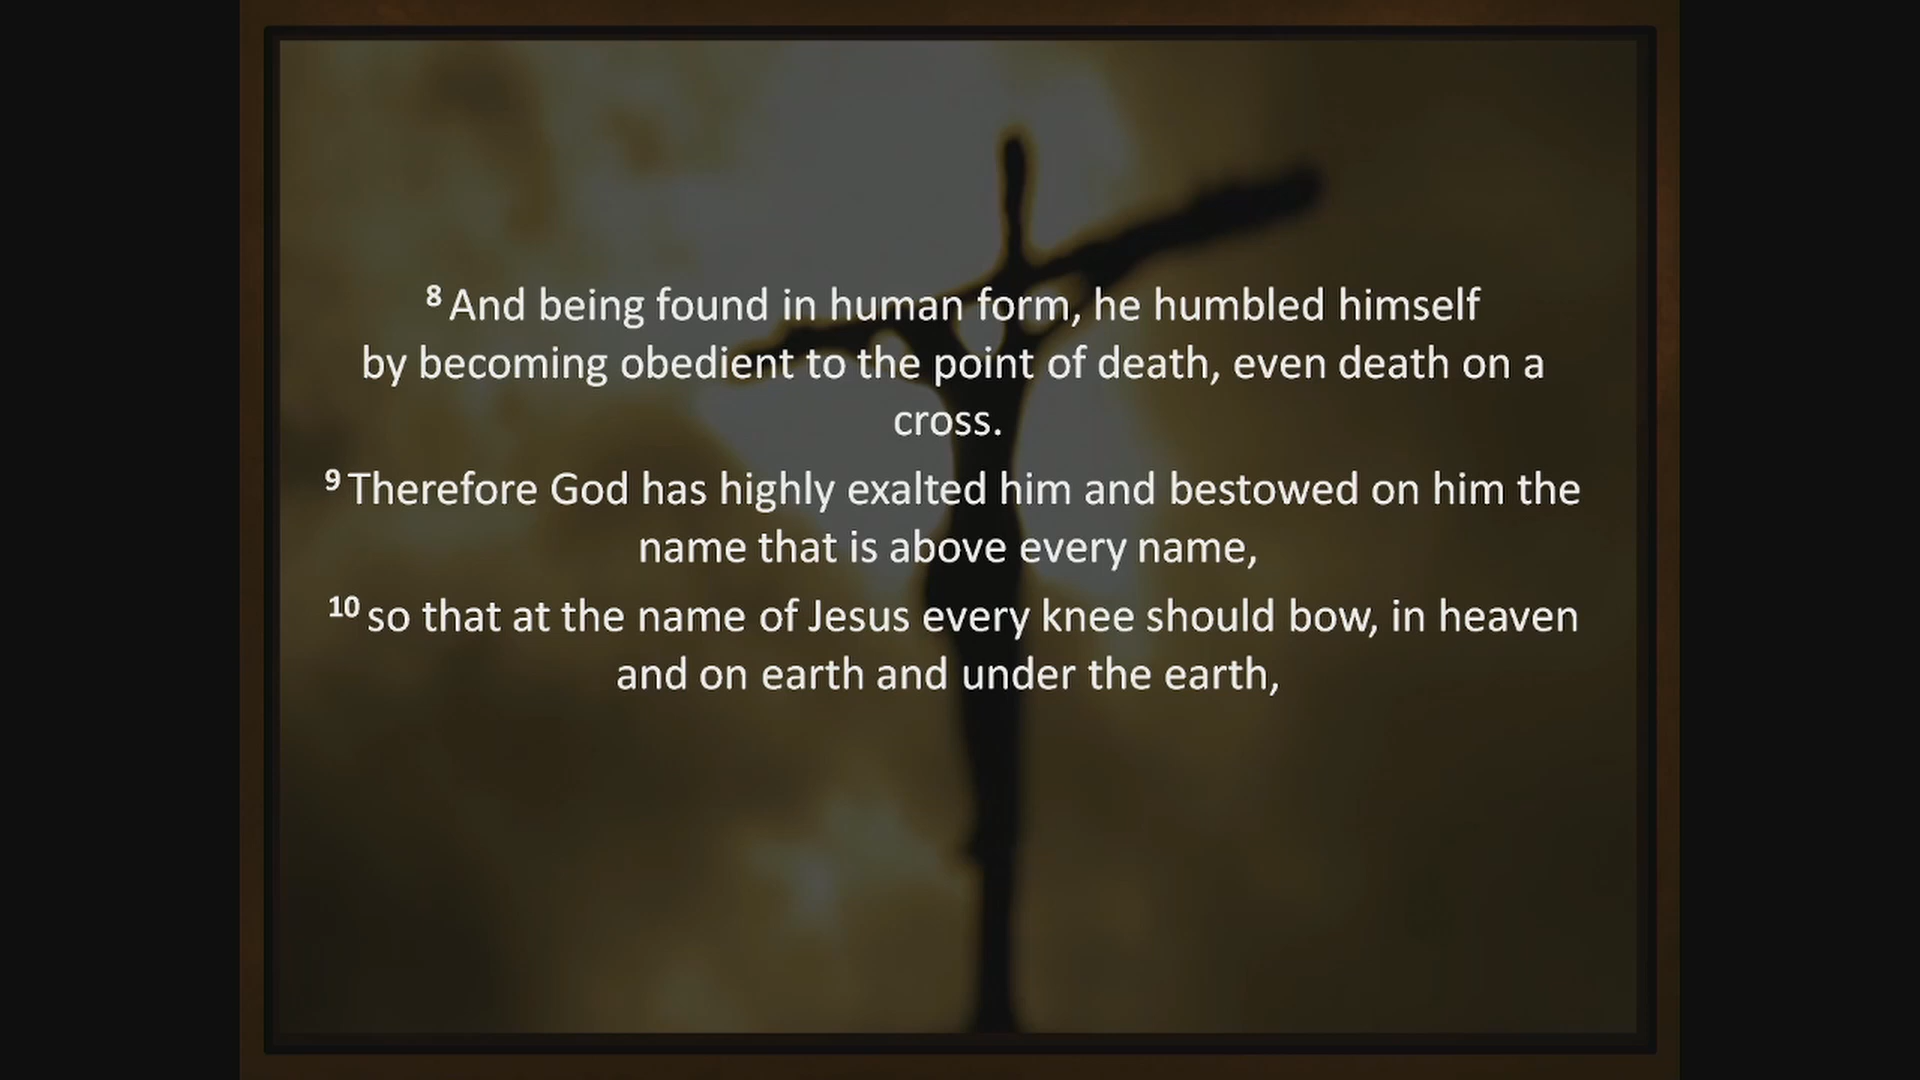 8 And being found in human form, he humbled himself
by becoming obedient to the point of death, even death on a
cross.
9 Therefore God has highly exalted him and bestowed on him the
name that is above every name,
10 so that at the name of Jesus every knee should bow, in heaven
and on earth and under the earth,